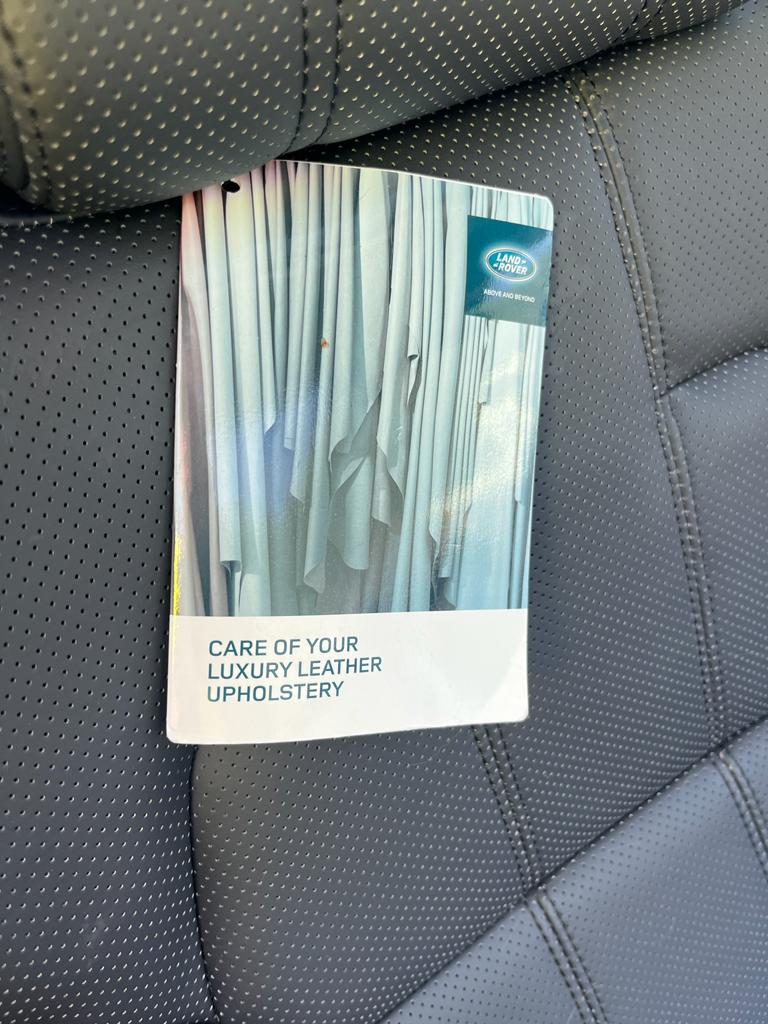 LAND
ROVER
ABOVE AND BEYOND
CARE OF YOUR
LUXURY LEATHER
UPHOLSTERY